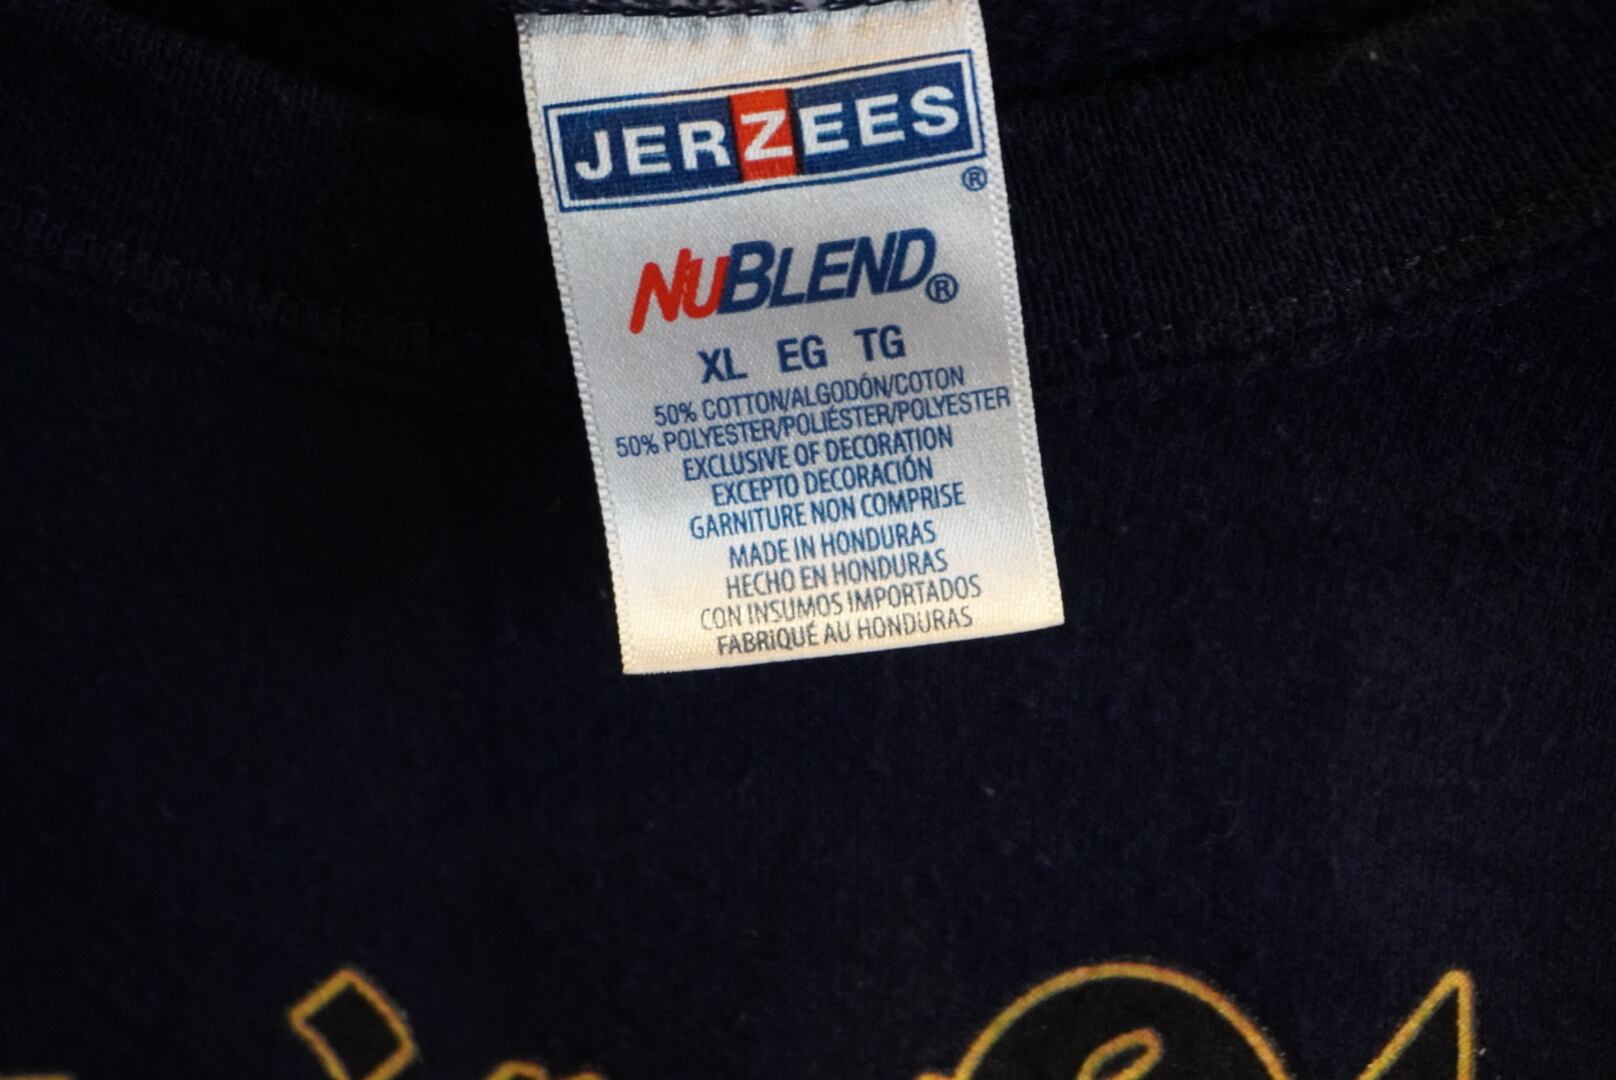 JERZEES
®
NUBLEND®
XL EG TG
50% COTTON/ALGODÓN/COTON
50% POLYESTER/POLIÉSTER/POLYESTER
EXCLUSIVE OF DECORATION
EXCEPTO DECORACIÓN
GARNITURE NON COMPRISE
MADE IN HONDURAS
HECHO EN HONDURAS
CON INSUMOS IMPORTADOS
FABRIQUÉ AU HONDURAS